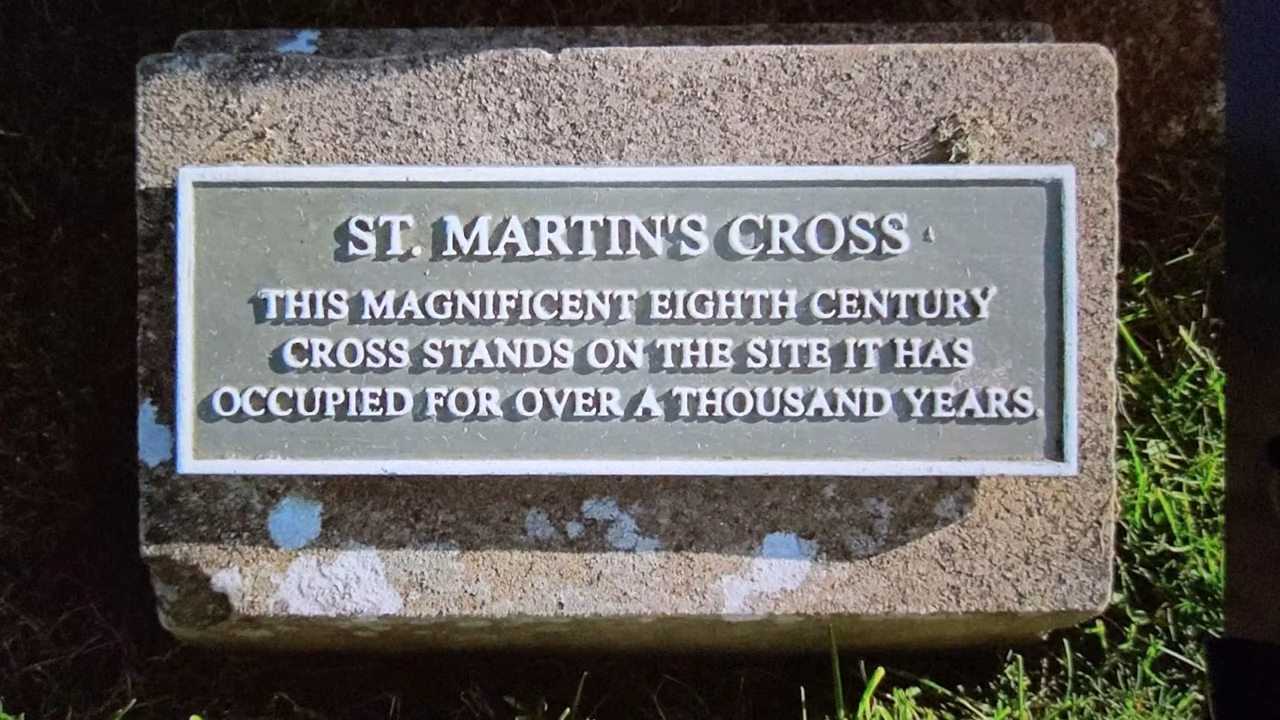 ST. MARTIN'S CROSS
THIS MAGNIFICENT EIGHTH CENTURY
CROSS STANDS ON THE SITE IT HAS
OCCUPIED FOR OVER A THOUSAND YEARS.